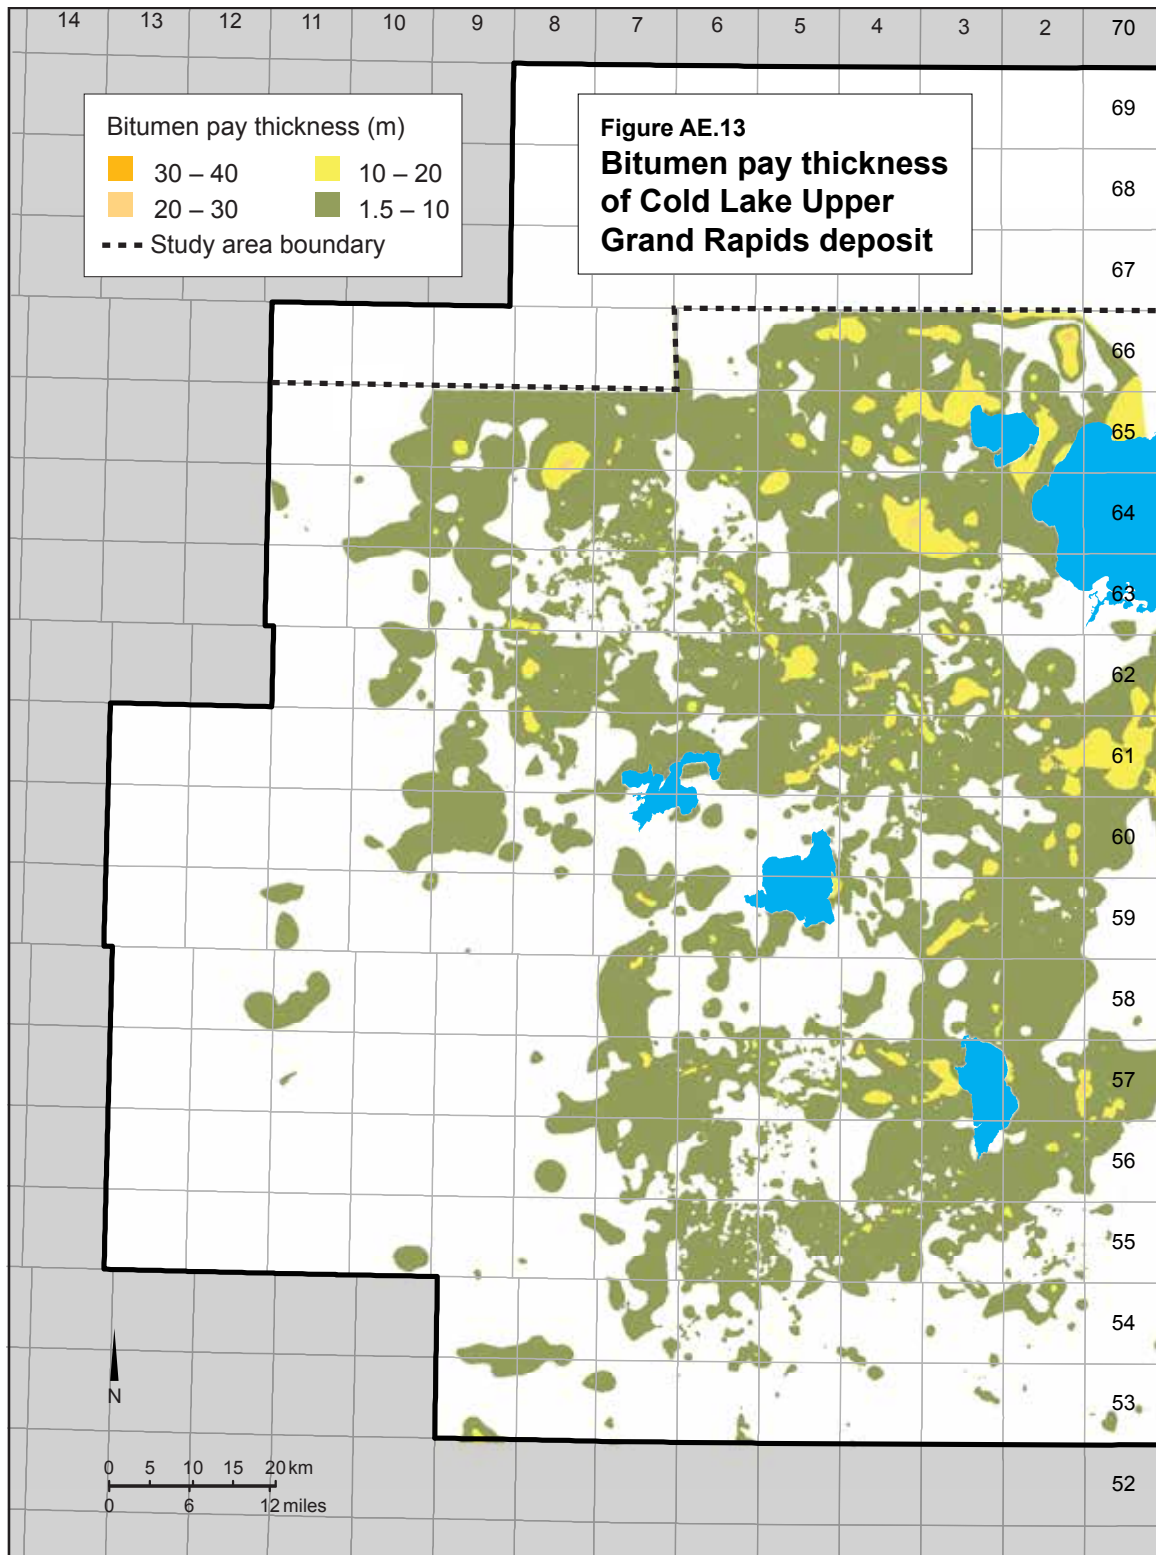 14 13 12 11 10 9 8 7 6 5 4 3 2 70
69
68
67
66
65
64
63
62
61
60
59
58
57
56
55
54
53
52
Bitumen pay thickness (m)
30 – 40 10 – 20
20 – 30 1.5 – 10
Study area boundary
Figure AE.13
Bitumen pay thickness
of Cold Lake Upper
Grand Rapids deposit
N
0 5 10 15 20 km
0 6 12 miles